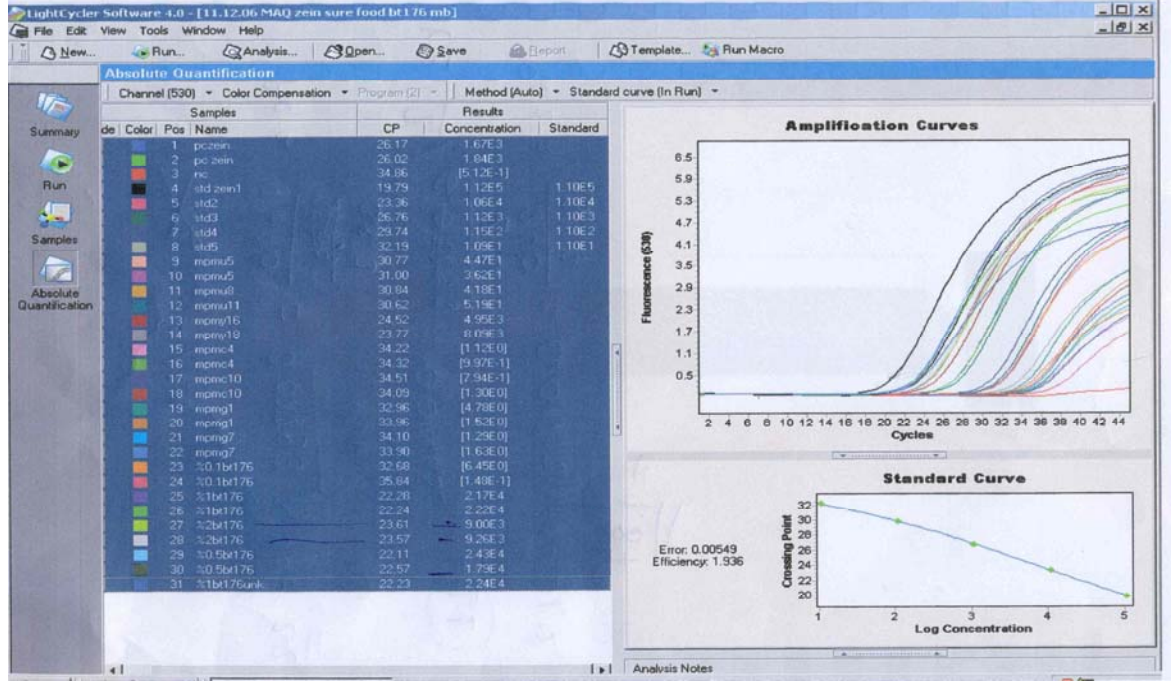 LightCycler Software 4.0 - [11.12.06 MAQ zein sure food bt176 mb]
File Edit View Tools Window Help
New... Run... Analysis... Open... Save Report Template... Run Macro
Absolute Quantification
Channel (530) Color Compensation Program (2) Method (Auto) Standard curve (In Run)
Samples Results
de Color Pos Name CP Concentration Standard
1 pczein 26.17 1.67E3
2 pc zein 26.02 1.84E3
3 nc 34.86 [5.12E-1]
4 std zein1 19.79 1.12E5 1.10E5
5 std2 23.36 1.06E4 1.10E4
6 std3 26.76 1.12E3 1.10E3
7 std4 29.74 1.15E2 1.10E2
8 std5 32.19 1.09E1 1.10E1
9 mpmu5 30.77 4.47E1
10 mpmu5 31.00 3.62E1
11 mpmu8 30.84 4.18E1
12 mpmu11 30.62 5.19E1
13 mpmy16 24.52 4.95E3
14 mpmy18 23.77 8.09E3
15 mpmc4 34.22 [1.12E0]
16 mpmc4 34.32 [9.97E-1]
17 mpmc10 34.51 [7.94E-1]
18 mpmc10 34.09 [1.30E0]
19 mpmg1 32.96 [4.78E0]
20 mpmg1 33.96 [1.52E0]
21 mpmg7 34.10 [1.29E0]
22 mpmg7 33.90 [1.63E0]
23 %0.1bt176 32.68 [6.45E0]
24 %0.1bt176 35.84 [1.48E-1]
25 %1bt176 22.28 2.17E4
26 %1bt176 22.24 2.22E4
27 %2bt176 23.61 9.00E3
28 %2bt176 23.57 9.26E3
29 %0.5bt176 22.11 2.43E4
30 %0.5bt176 22.57 1.79E4
31 %1bt176unk 22.23 2.24E4
Summary
Run
Samples
Absolute Quantification
Amplification Curves
Fluorescence (530)
6.5
5.9
5.3
4.7
4.1
3.5
2.9
2.3
1.7
1.1
0.5
2 4 6 8 10 12 14 16 18 20 22 24 26 28 30 32 34 36 38 40 42 44
Cycles
Standard Curve
Error: 0.00549
Efficiency: 1.936
Crossing Point
32
30
28
26
24
22
20
1 2 3 4 5
Log Concentration
Analysis Notes